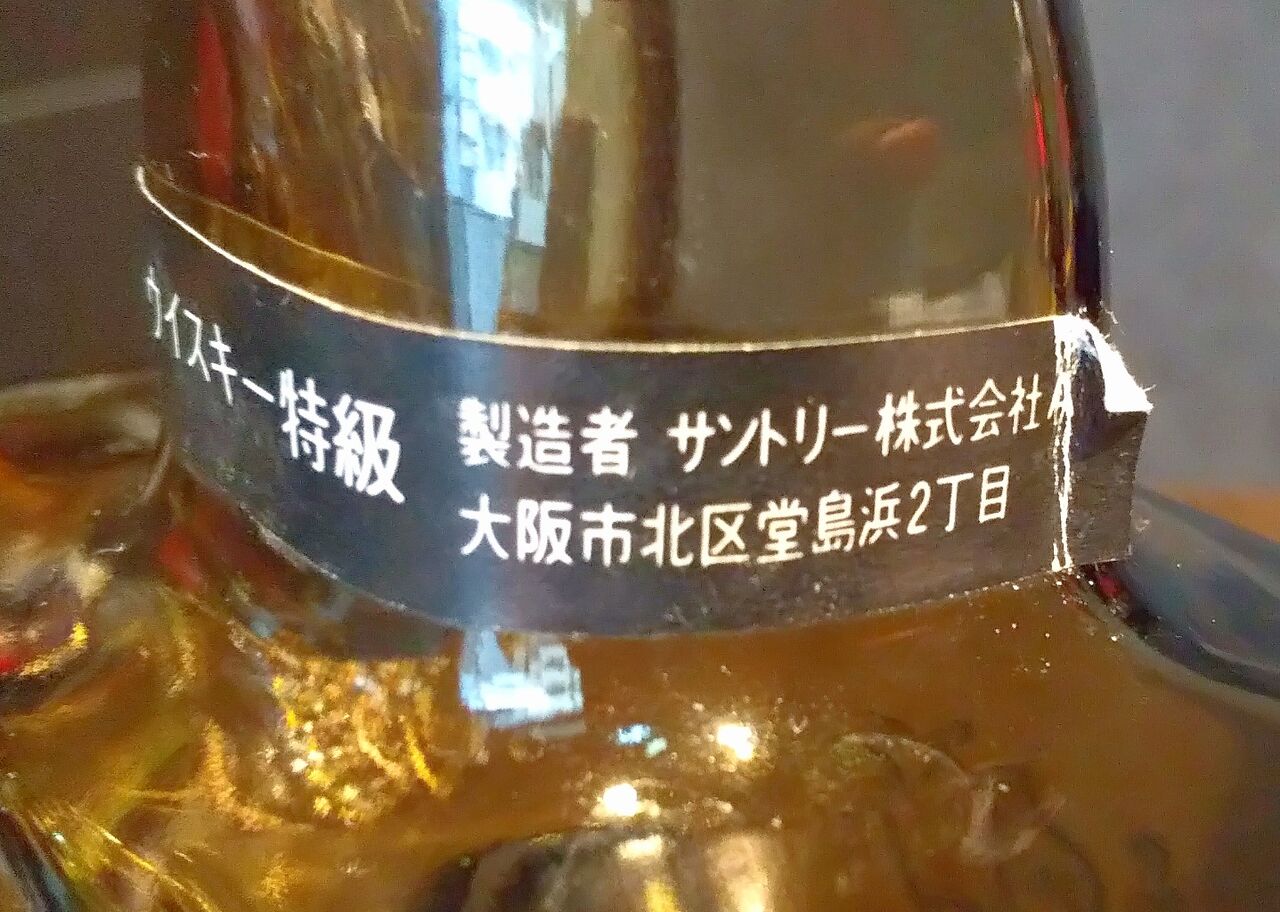 ウイスキー特級
製造者 サントリー株式会社
大阪市北区堂島浜2丁目